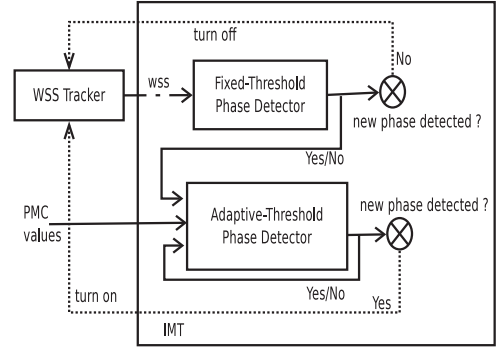 turn off
No
wss
WSS Tracker
Fixed-Threshold
Phase Detector
new phase detected ?
Yes/No
PMC
values
Adaptive-Threshold
Phase Detector
new phase detected ?
turn on
Yes/No
Yes
IMT